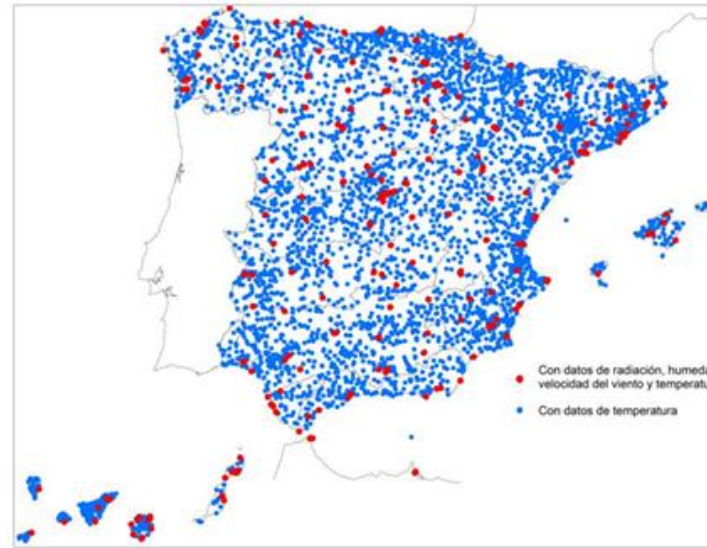 Con datos de radiación, humeda
velocidad del viento y temperatu
Con datos de temperatura